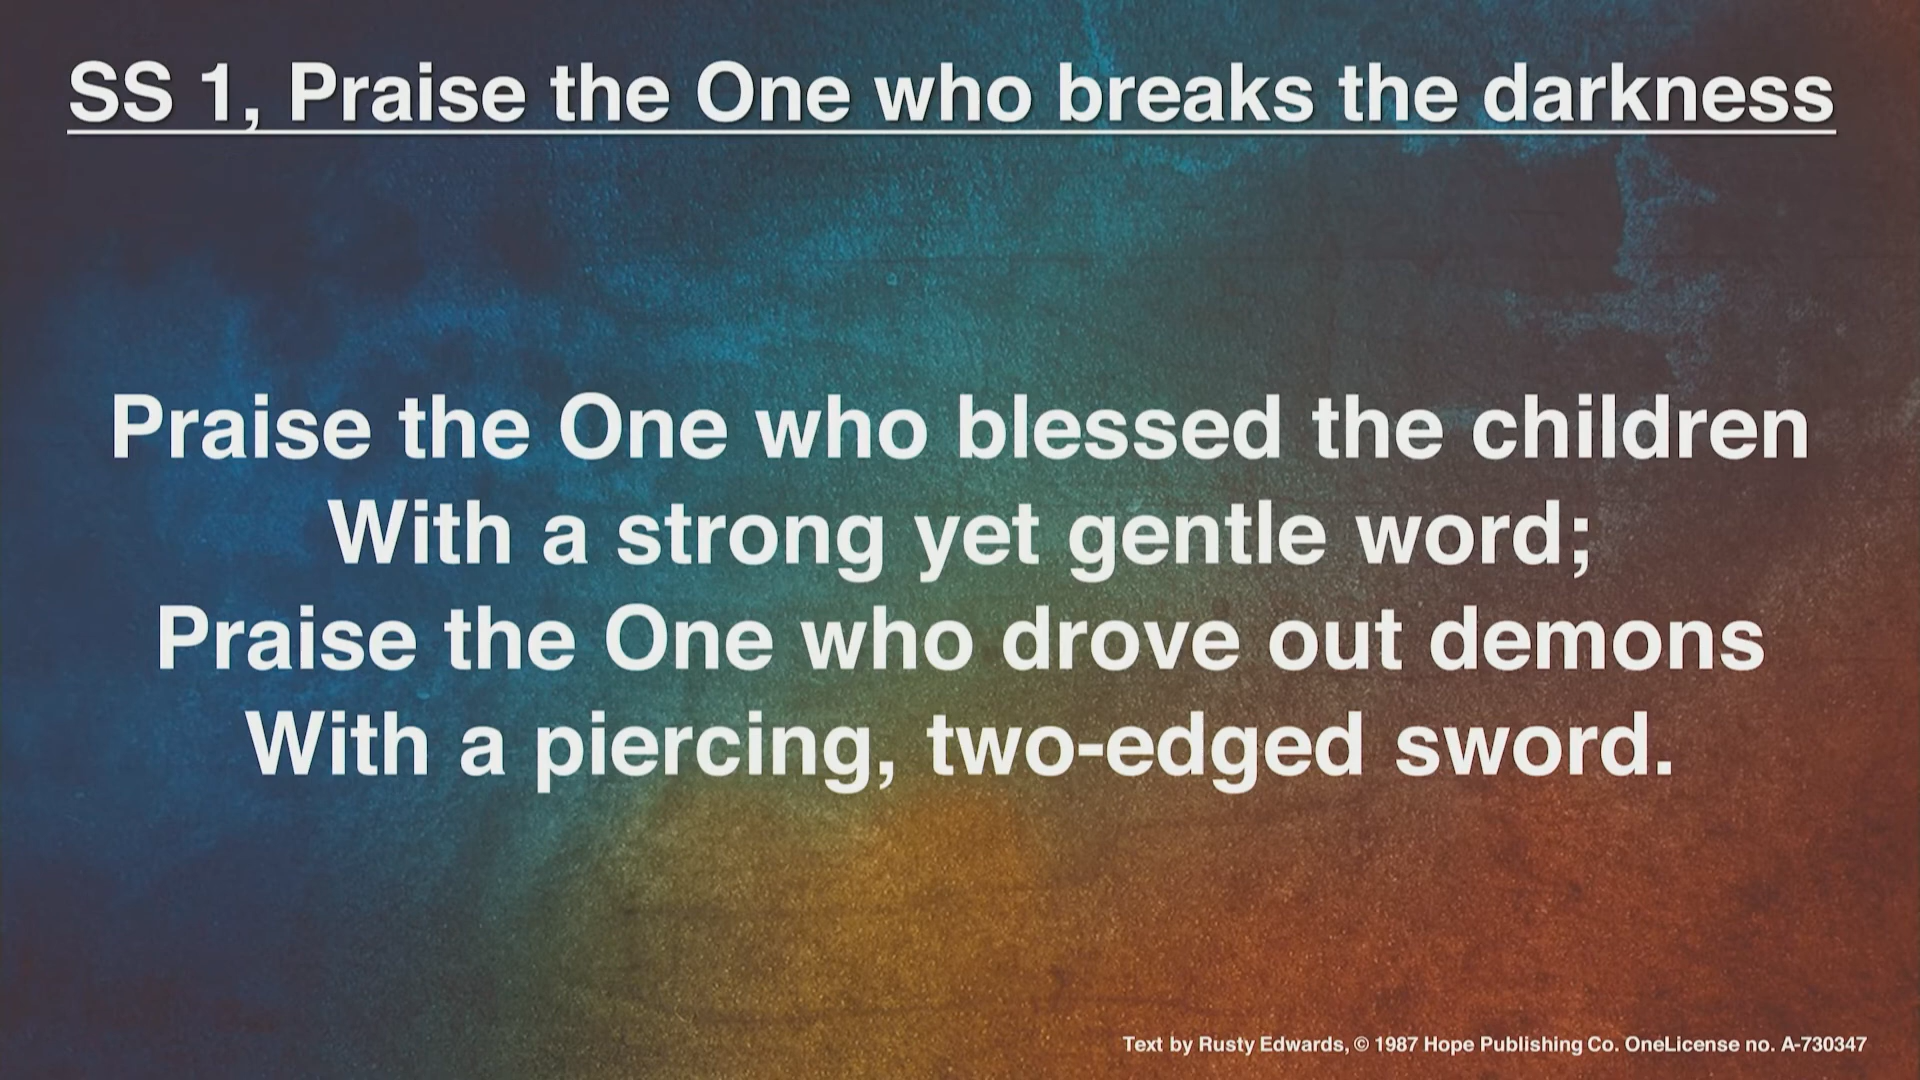 SS 1, Praise the One who breaks the darkness
Praise the One who blessed the children
With a strong yet gentle word;
Praise the One who drove out demons
With a piercing, two-edged sword.
Text by Rusty Edwards, © 1987 Hope Publishing Co. OneLicense no. A-730347